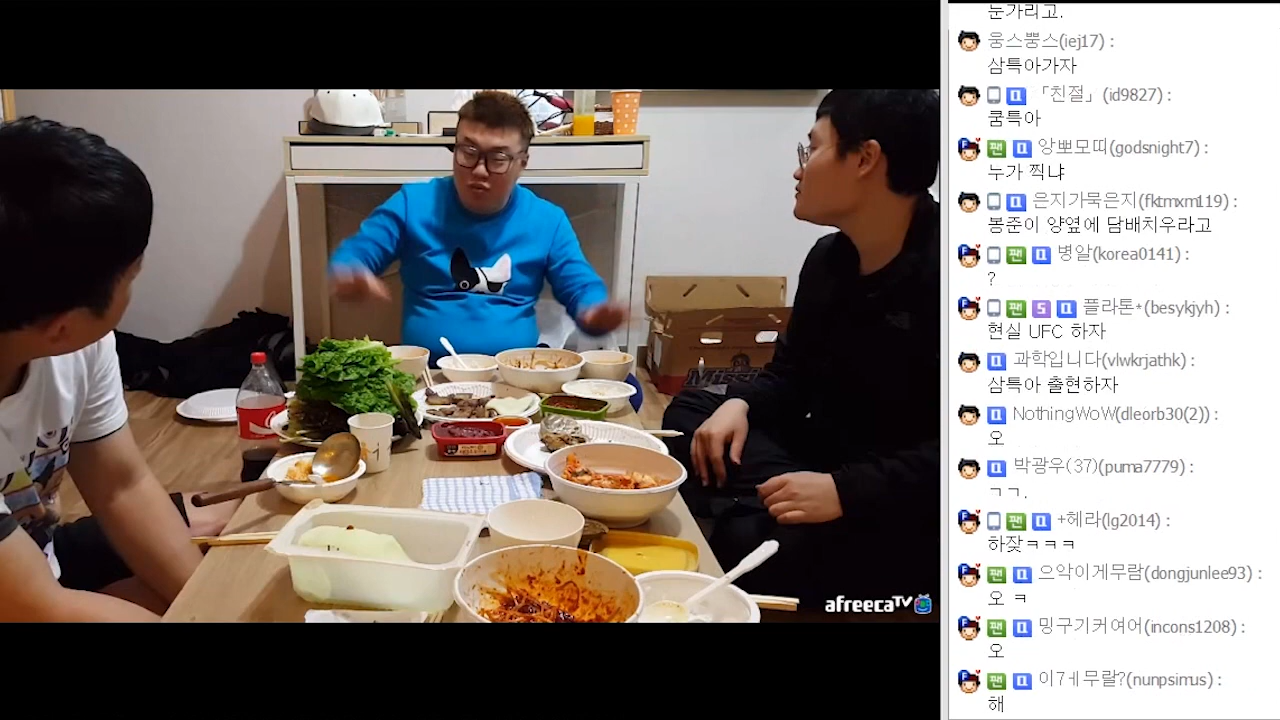 눈가리고.
웅스뿡스(iej17) :
삼특아가자
「친절」(id9827) :
쿰특아
앙뽀모띠(godsnight7) :
누가 찍냐
은지가묵은지(fktmxm119) :
봉준이 양옆에 담배치우라고
병알(korea0141) :
?
플라톤*(besykjyh) :
현실 UFC 하자
과학입니다(vlwkrjathk) :
삼특아 출현하자
NothingWoW(dleorb30(2)) :
오
박광우(37)(puma7779) :
ㄱㄱ.
+헤라(lg2014) :
하잦ㅋㅋㅋ
으악이게무람(dongjunlee93) :
오 ㅋ
밍구기커여어(incons1208) :
오
이7ㅔ무랄?(nunpsimus) :
해
afreecaTV